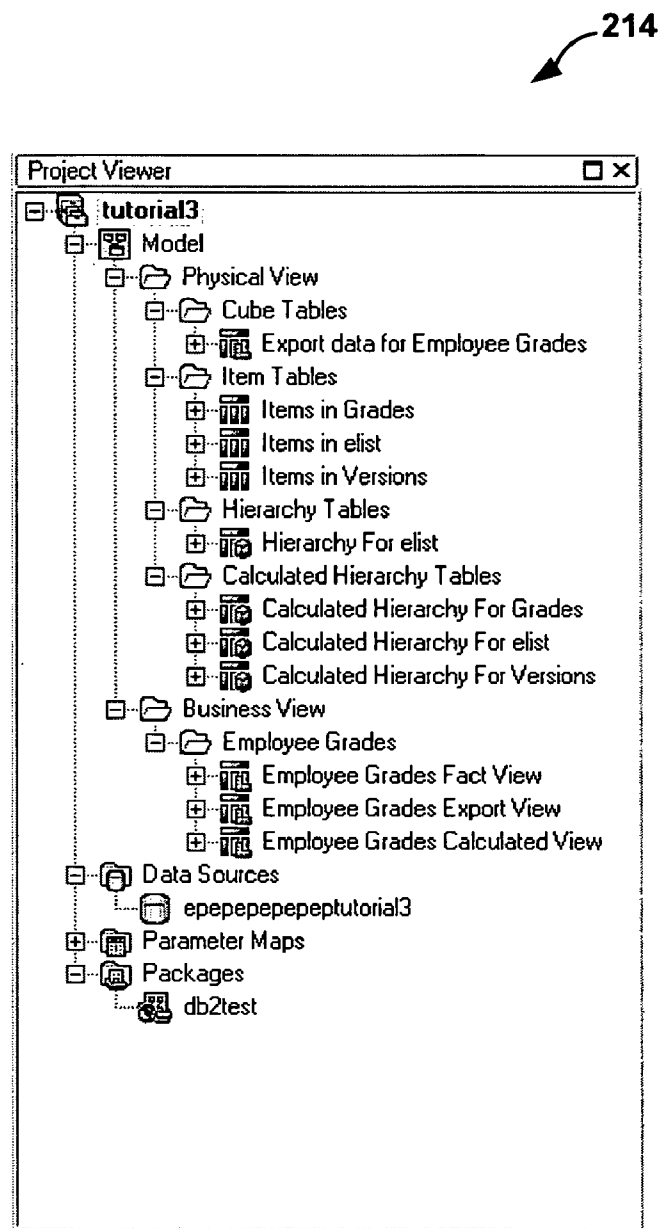 214
Project Viewer
tutorial3
Model
Physical View
Cube Tables
Export data for Employee Grades
Item Tables
Items in Grades
Items in elist
Items in Versions
Hierarchy Tables
Hierarchy For elist
Calculated Hierarchy Tables
Calculated Hierarchy For Grades
Calculated Hierarchy For elist
Calculated Hierarchy For Versions
Business View
Employee Grades
Employee Grades Fact View
Employee Grades Export View
Employee Grades Calculated View
Data Sources
epepepepepeptutorial3
Parameter Maps
Packages
db2test